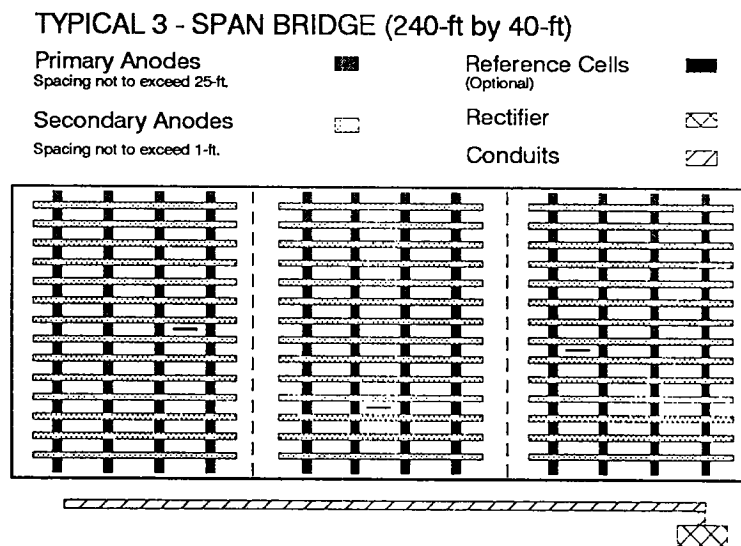 TYPICAL 3 - SPAN BRIDGE (240-ft by 40-ft)
Primary Anodes
Spacing not to exceed 25-ft.
Secondary Anodes
Spacing not to exceed 1-ft.
Reference Cells
(Optional)
Rectifier
Conduits